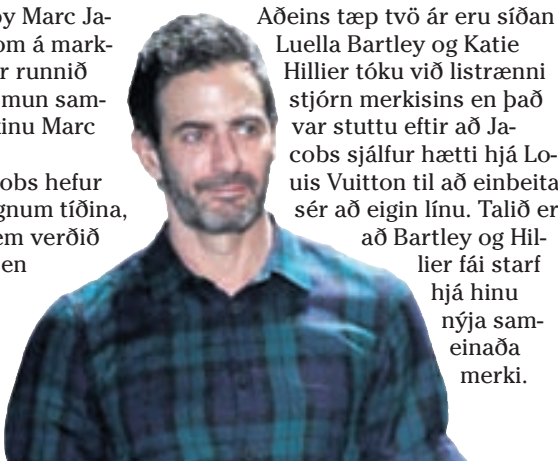 by Marc Ja-
om á mark-
r runnið
mun sam-
kinu Marc
cobs hefur
gnum tíðina,
em verðið
en
Aðeins tæp tvö ár eru síðan
Luella Bartley og Katie
Hillier tóku við listrænni
stjórn merkisins en það
var stuttu eftir að Ja-
cobs sjálfur hætti hjá Lo-
uis Vuitton til að einbeita
sér að eigin línu. Talið er
að Bartley og Hil-
lier fái starf
hjá hinu
nýja sam-
einaða
merki.